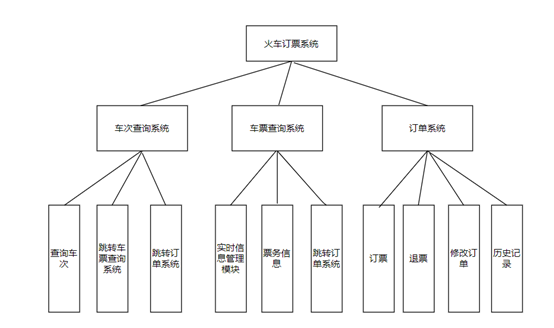 火车订票系统
车次查询系统
车票查询系统
订单系统
查询车
次
跳转车
票查询
系统
跳转订
单系统
实时信
息管理
模块
票务信
息
跳转订
单系统
订票
退票
修改订
单
历史记
录